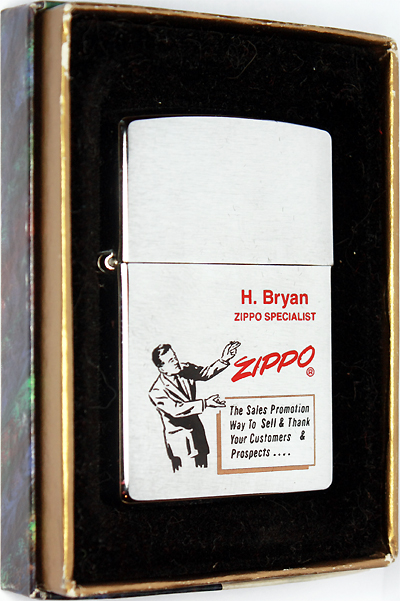 H. Bryan
ZIPPO SPECIALIST
ZIPPO®
The Sales Promotion
Way To Sell & Thank
Your Customers &
Prospects ....